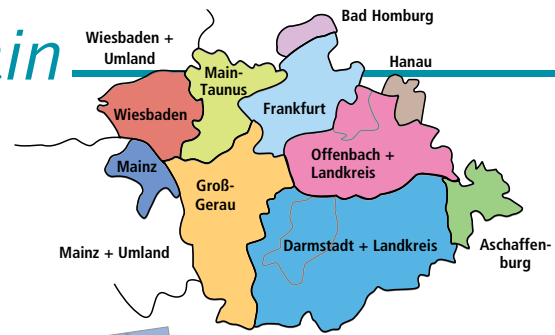 Bad Homburg
Wiesbaden +
Umland
ain
Main-
Taunus
Hanau
Frankfurt
Wiesbaden
Mainz
Offenbach +
Landkreis
Groß-
Gerau
Mainz + Umland
Darmstadt + Landkreis
Aschaffen-
burg